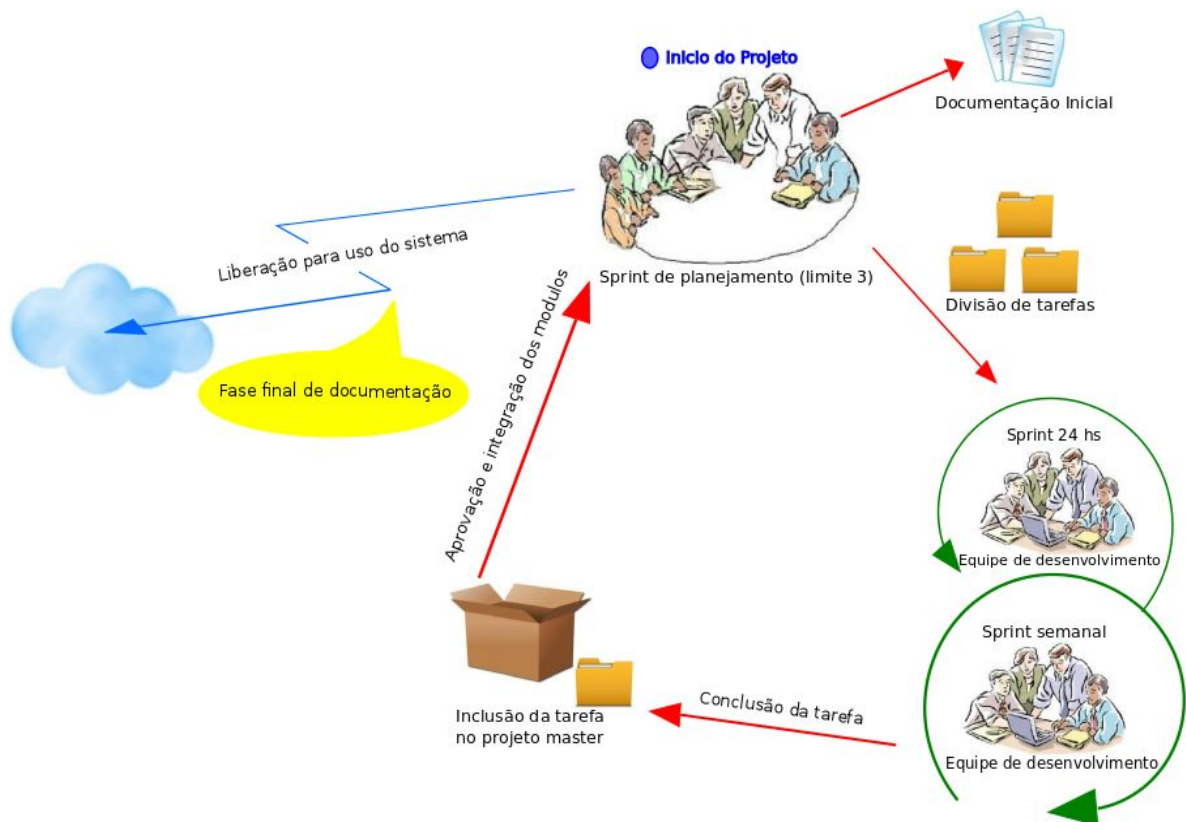 Inicio do Projeto
Documentação Inicial
Liberação para uso do sistema
Sprint de planejamento (limite 3)
Divisão de tarefas
Fase final de documentação
Aprovação e integração dos modulos
Sprint 24 hs
Equipe de desenvolvimento
Sprint semanal
Equipe de desenvolvimento
Conclusão da tarefa
Inclusão da tarefa
no projeto master